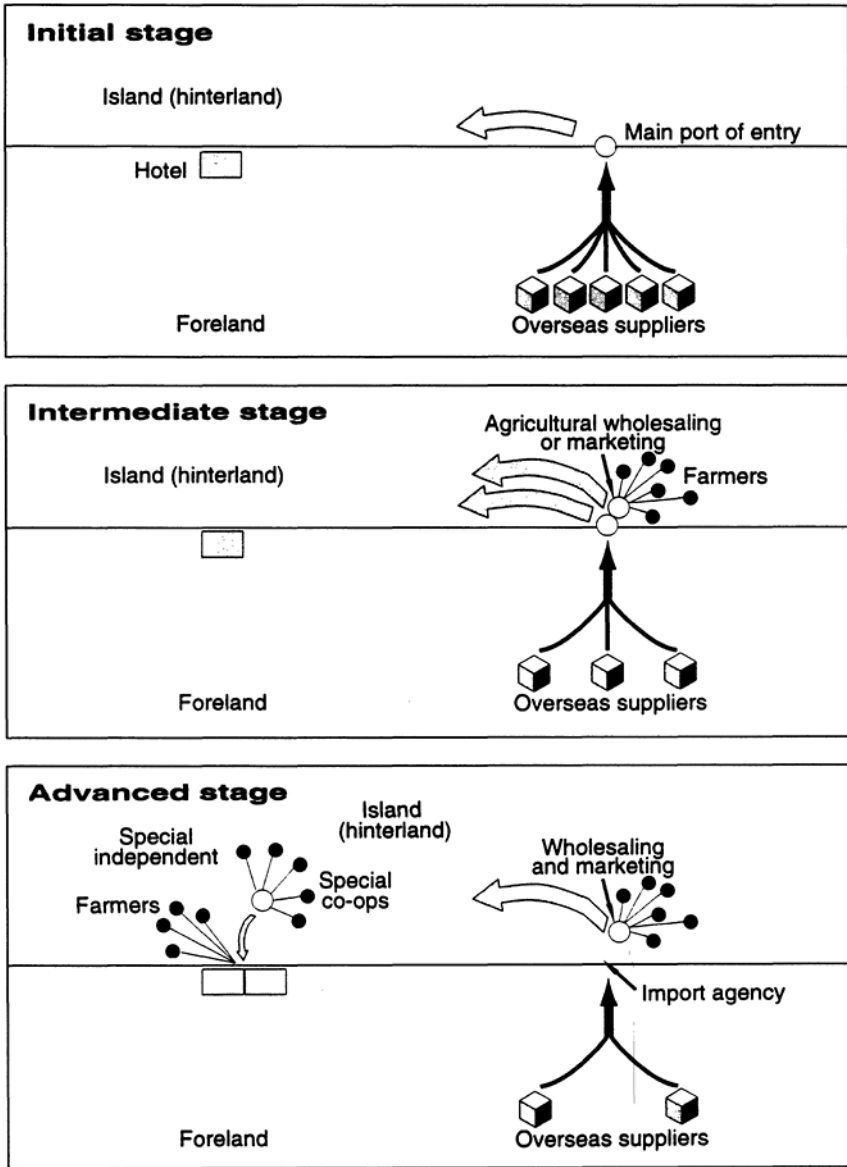 Initial stage
Island (hinterland)
Main port of entry
Hotel
Foreland
Overseas suppliers
Intermediate stage
Agricultural wholesaling
or marketing
Island (hinterland)
Farmers
Foreland
Overseas suppliers
Advanced stage
Island
(hinterland)
Special
independent
Wholesaling
and marketing
Special
co-ops
Farmers
Import agency
Foreland
Overseas suppliers